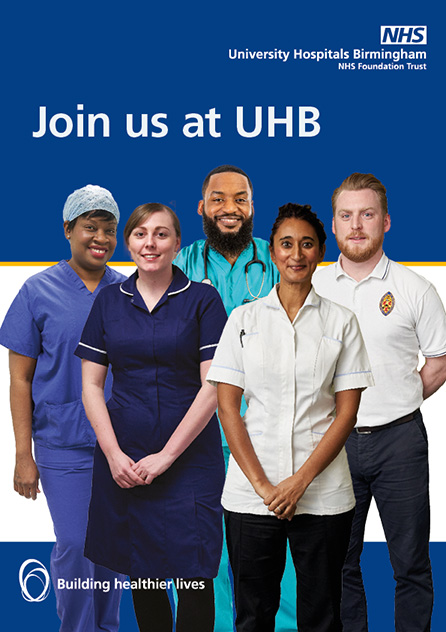 NHS
University Hospitals Birmingham
NHS Foundation Trust
Join us at UHB
Building healthier lives